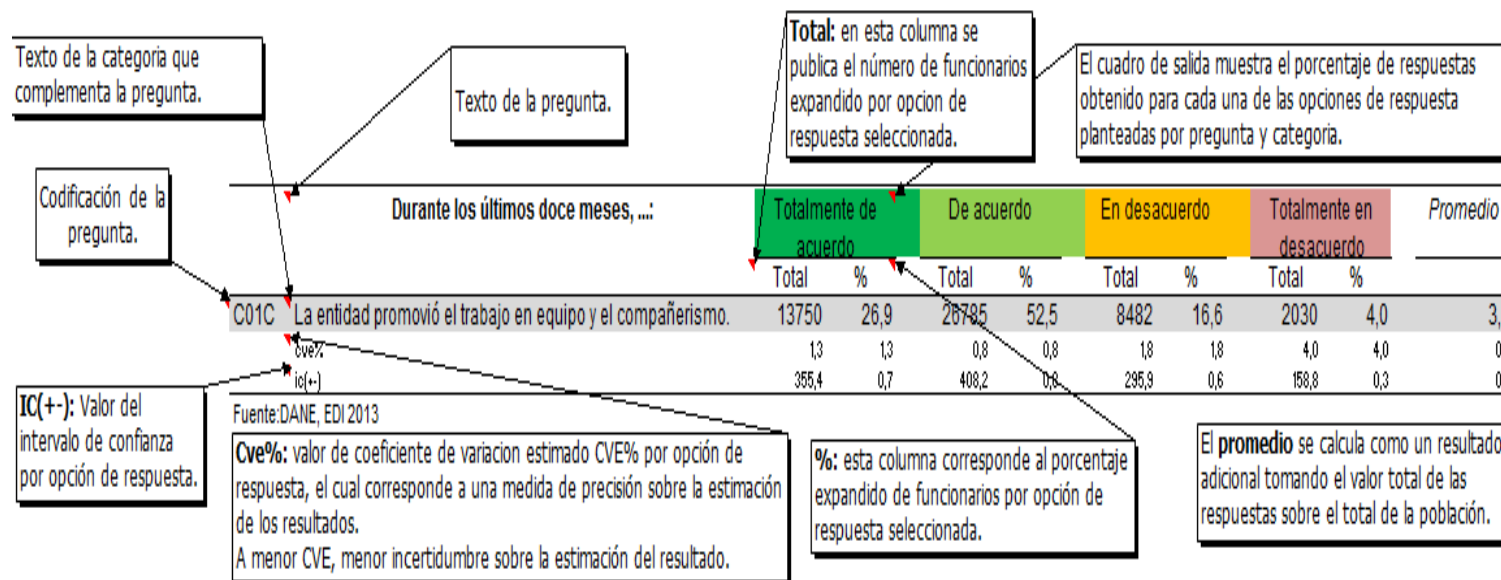 Texto de la categoria que
complementa la pregunta.
Texto de la pregunta.
Total: en esta columna se
publica el número de funcionarios
expandido por opcion de
respuesta seleccionada.
El cuadro de salida muestra el porcentaje de respuestas
obtenido para cada una de las opciones de respuesta
planteadas por pregunta y categoria.
Codificación de la
pregunta.
Durante los últimos doce meses, ...:
Totalmente de
acuerdo
De acuerdo
En desacuerdo
Totalmente en
desacuerdo
Promedio
Total % Total % Total % Total %
C01C La entidad promovió el trabajo en equipo y el compañerismo. 13750 26,9 26785 52,5 8482 16,6 2030 4,0 3,
cve% 1,3 1,3 0,8 0,8 1,8 1,8 4,0 4,0 0
ic(+-) 355,4 0,7 408,2 295,9 0,6 158,8 0,3 0
Fuente:DANE, EDI 2013
IC(+-): Valor del
intervalo de confianza
por opción de respuesta.
Cve%: valor de coeficiente de variacion estimado CVE% por opción de
respuesta, el cual corresponde a una medida de precisión sobre la estimación
de los resultados.
A menor CVE, menor incertidumbre sobre la estimación del resultado.
%: esta columna corresponde al porcentaje
expandido de funcionarios por opción de
respuesta seleccionada.
El promedio se calcula como un resultado
adicional tomando el valor total de las
respuestas sobre el total de la población.